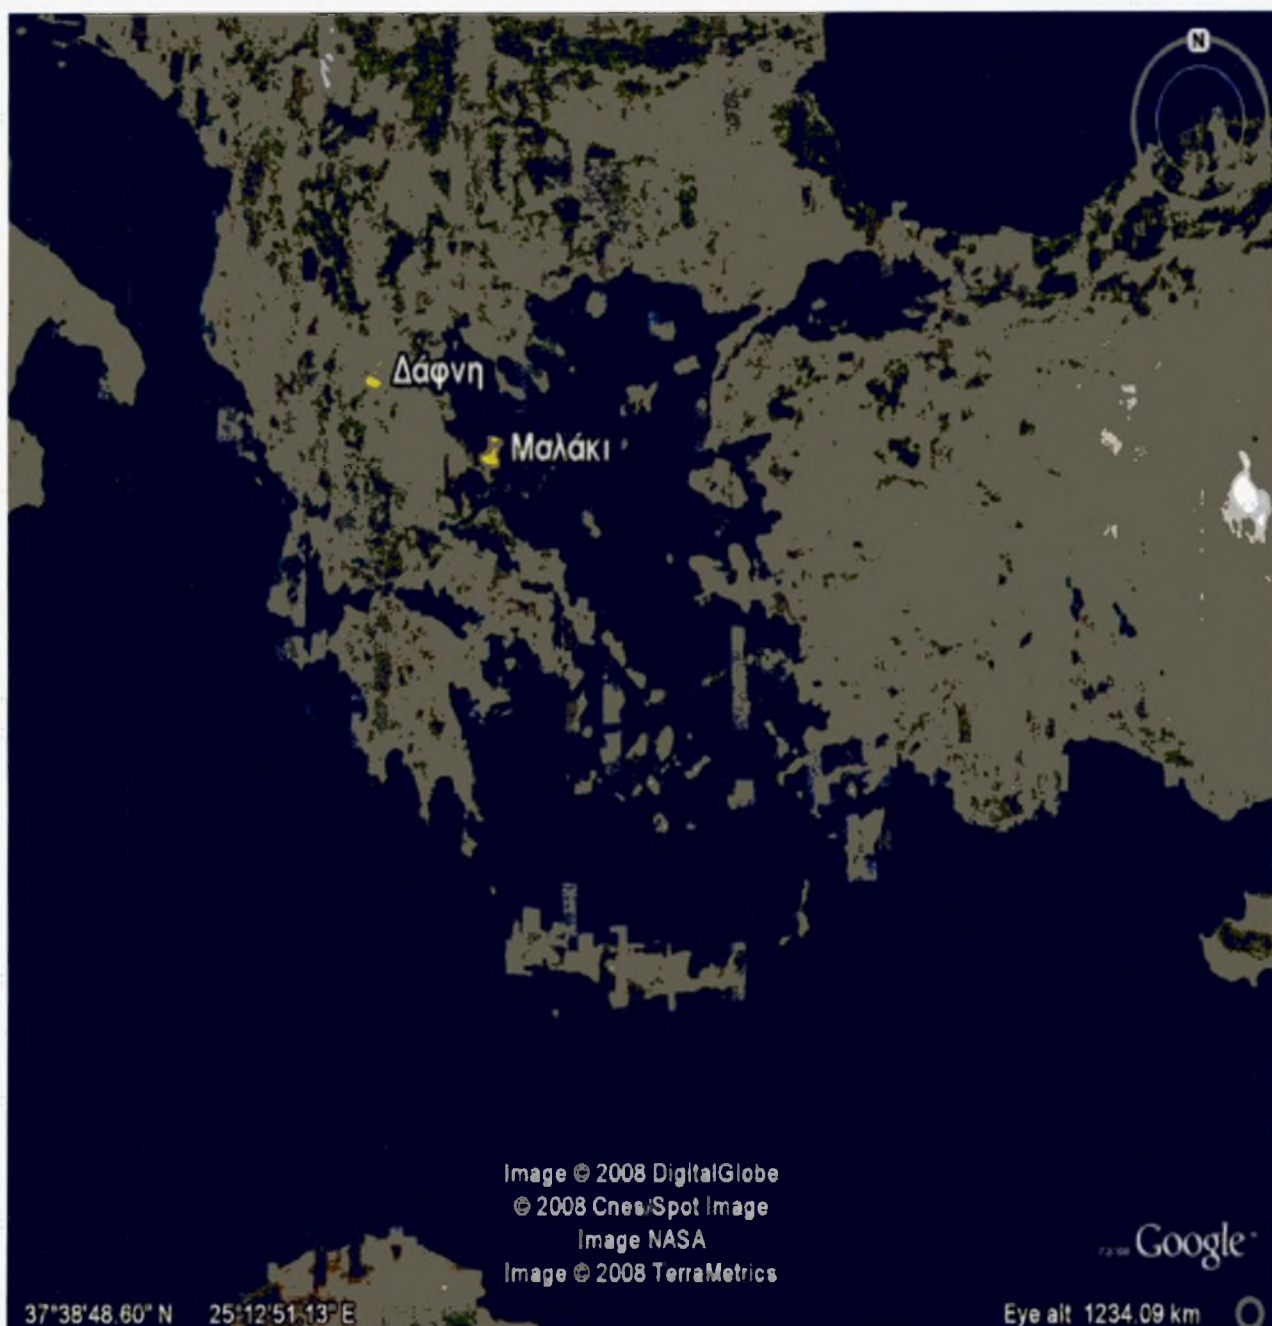 N
Δάφνη
Μαλάκι
Image © 2008 DigitalGlobe
© 2008 Cnes/Spot Image
Image NASA
Image © 2008 TerraMetrics
Google
37°38'48.60" N 25°12'51.13" E
Eye alt 1234.09 km